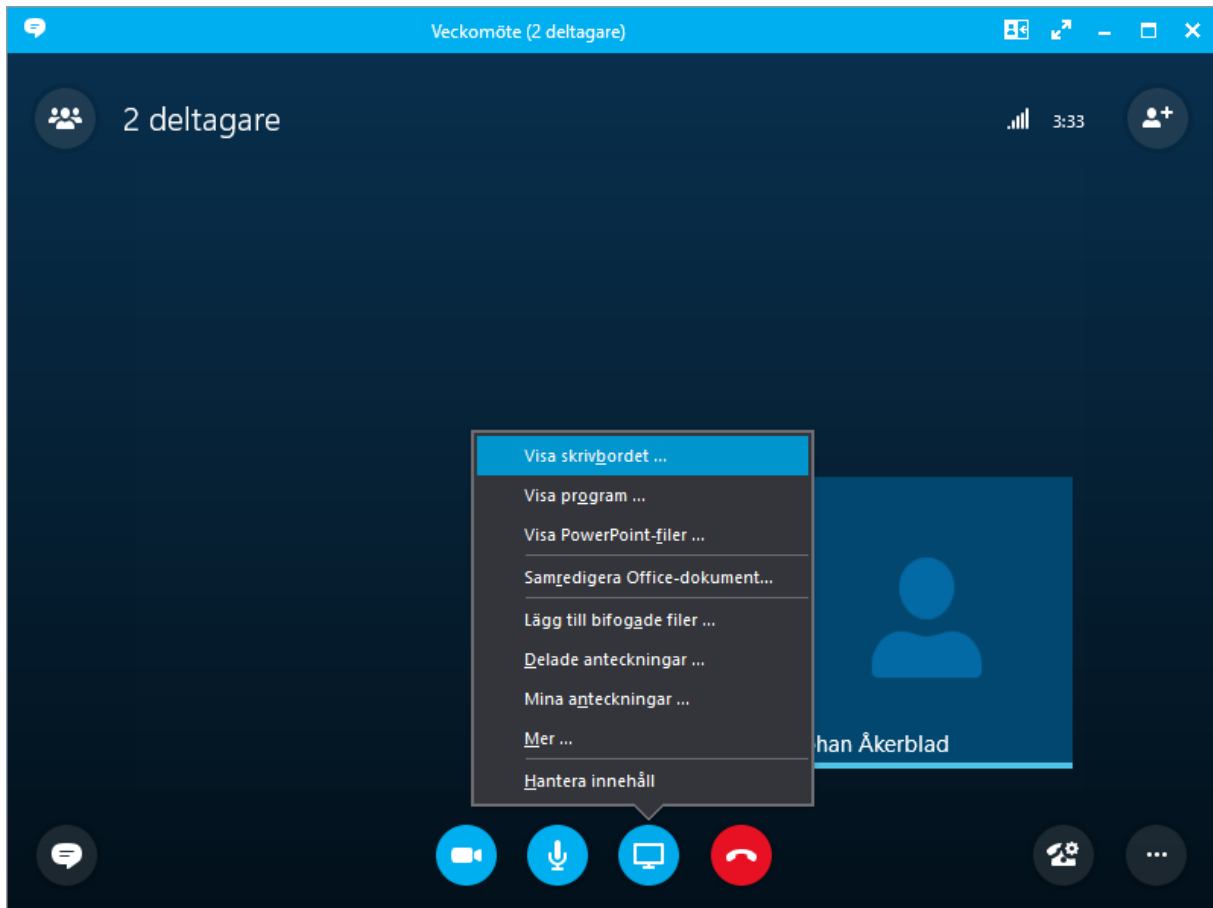 Veckomöte (2 deltagare)
2 deltagare
3:33
Visa skrivbordet ...
Visa program ...
Visa PowerPoint-filer ...
Samredigera Office-dokument...
Lägg till bifogade filer ...
Delade anteckningar ...
Mina anteckningar ...
Mer ...
Hantera innehåll
han Åkerblad